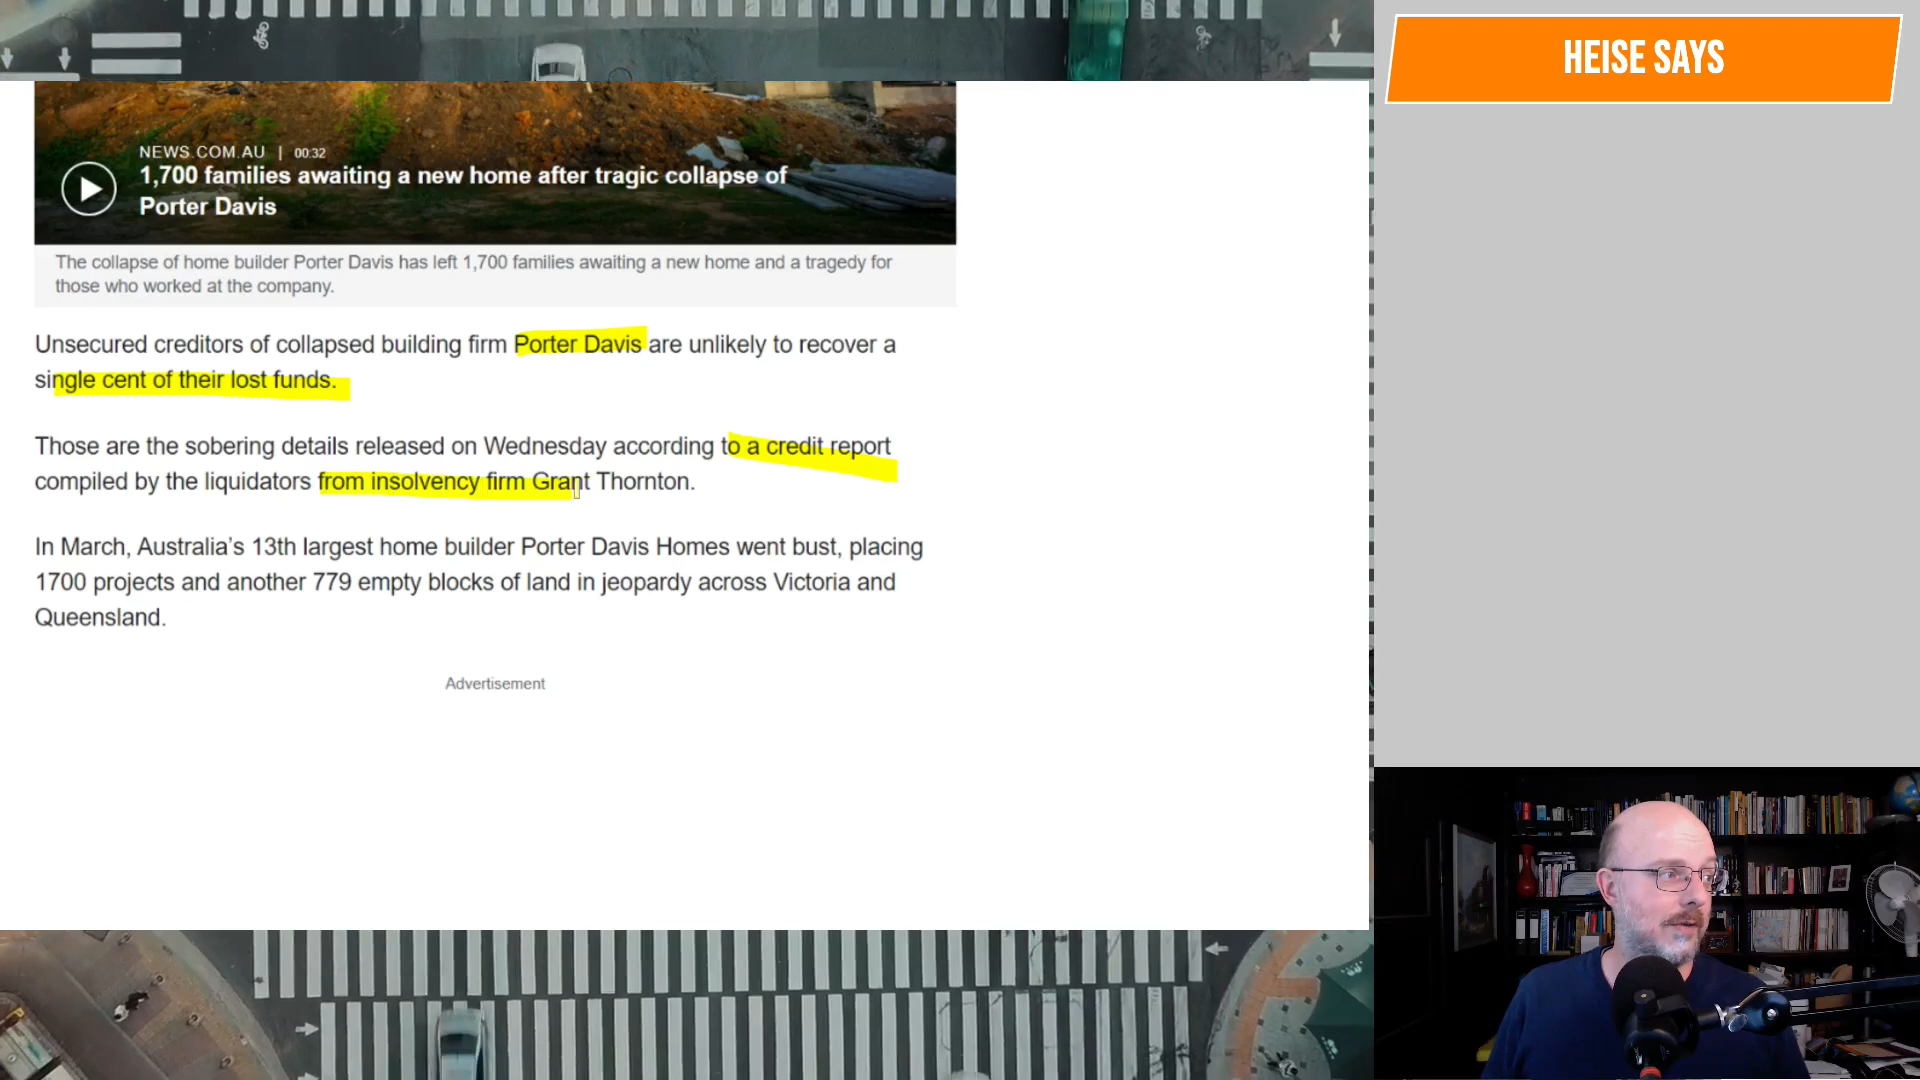 HEISE SAYS
NEWS.COM.AU | 00:32
1,700 families awaiting a new home after tragic collapse of
Porter Davis
The collapse of home builder Porter Davis has left 1,700 families awaiting a new home and a tragedy for
those who worked at the company.
Unsecured creditors of collapsed building firm Porter Davis are unlikely to recover a
single cent of their lost funds.
Those are the sobering details released on Wednesday according to a credit report
compiled by the liquidators from insolvency firm Grant Thornton.
In March, Australia’s 13th largest home builder Porter Davis Homes went bust, placing
1700 projects and another 779 empty blocks of land in jeopardy across Victoria and
Queensland.
Advertisement